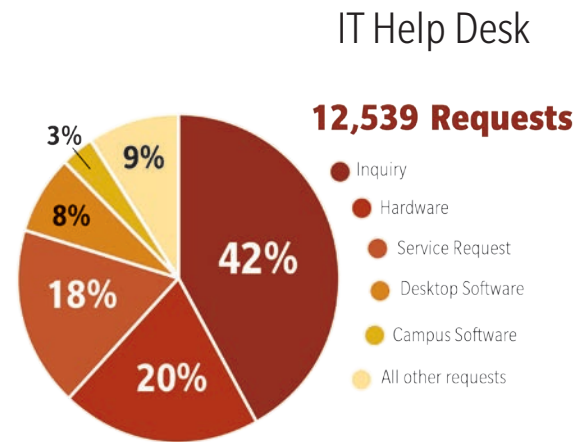 IT Help Desk
12,539 Requests
3%
9%
8%
42%
18%
20%
Inquiry
Hardware
Service Request
Desktop Software
Campus Software
All other requests